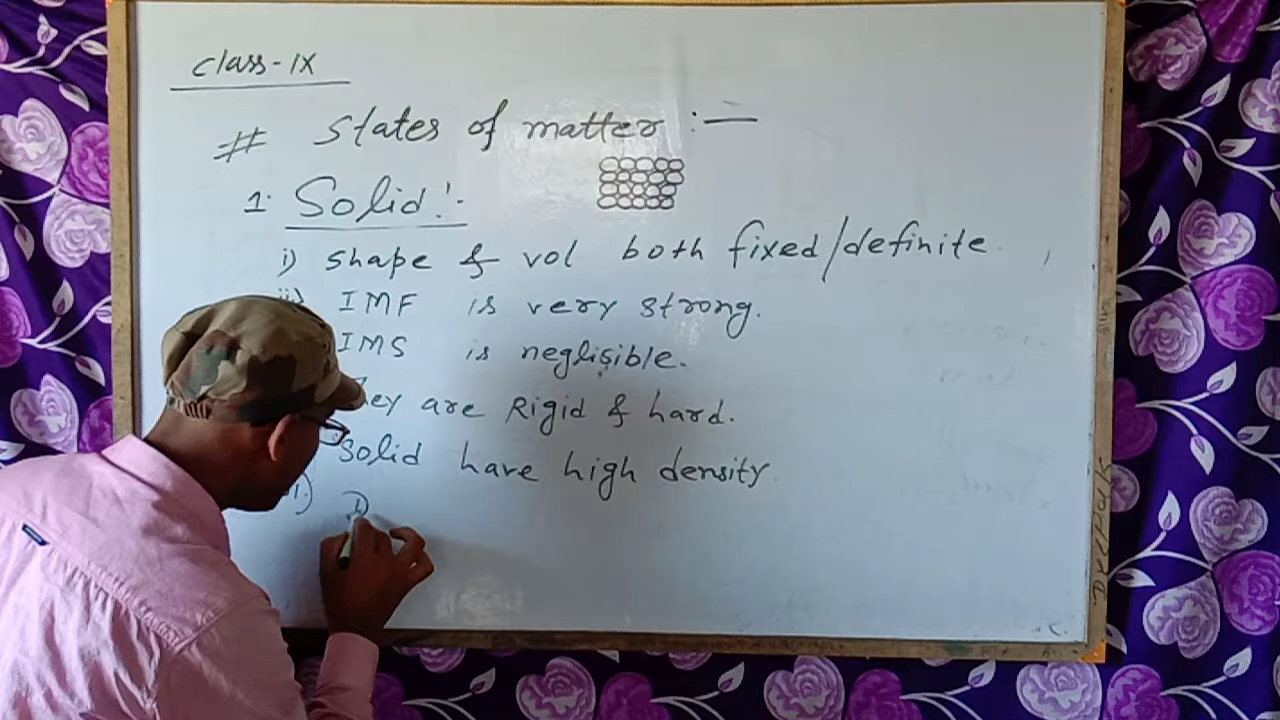 class-IX
# States of matter :-
1. Solid :-
i) shape & vol both fixed/definite
IMF is very strong.
IMS is neglisible.
are Rigid & hard.
Solid have high density.
D